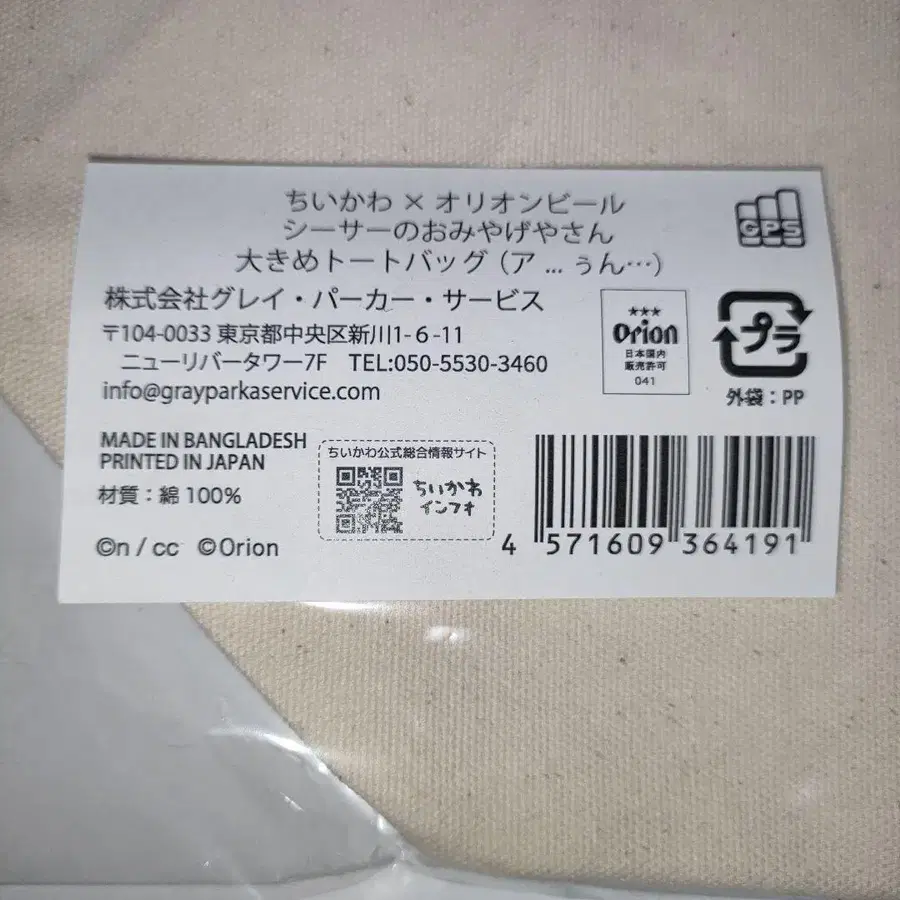 ちいかわ × オリオンビール
シーサーのおみやげやさん
大きめトートバッグ（ア ... ぅん…）
GPS
株式会社グレイ・パーカー・サービス
〒104-0033 東京都中央区新川1-6-11
ニューリバータワー7F TEL:050-5530-3460
info@grayparkaservice.com
★★★
Orion
日本国内
販売許可
041
プラ
外袋：PP
MADE IN BANGLADESH
PRINTED IN JAPAN
材質：綿 100%
©n / cc ©Orion
ちいかわ公式総合情報サイト
ちいかわ
インフォ
4 571609 364191